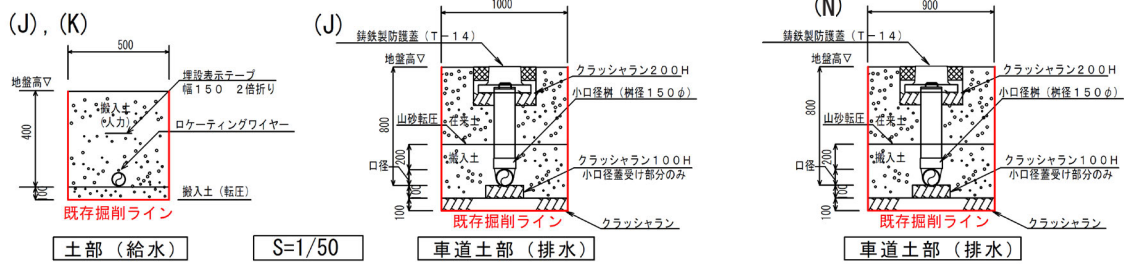 (J),(K)
500
地盤高▽
埋設表示テープ
幅150 2倍折り
搬入土
(人力)
ロケーティングワイヤー
400
100
搬入土(転圧)
既存掘削ライン
土部(給水)
S=1/50
(J)
1000
鋳鉄製防護蓋(T-14)
地盤高▽
クラッシャラン200H
小口径桝(桝径150φ)
800
山砂転圧
在来土
200
搬入土
口径
クラッシャラン100H
小口径蓋受け部分のみ
100
100
既存掘削ライン
クラッシャラン
車道土部(排水)
(N)
900
鋳鉄製防護蓋(T-14)
地盤高▽
クラッシャラン200H
小口径桝(桝径150φ)
800
山砂転圧
在来土
200
搬入土
口径
クラッシャラン100H
小口径蓋受け部分のみ
100
100
既存掘削ライン
クラッシャラン
車道土部(排水)